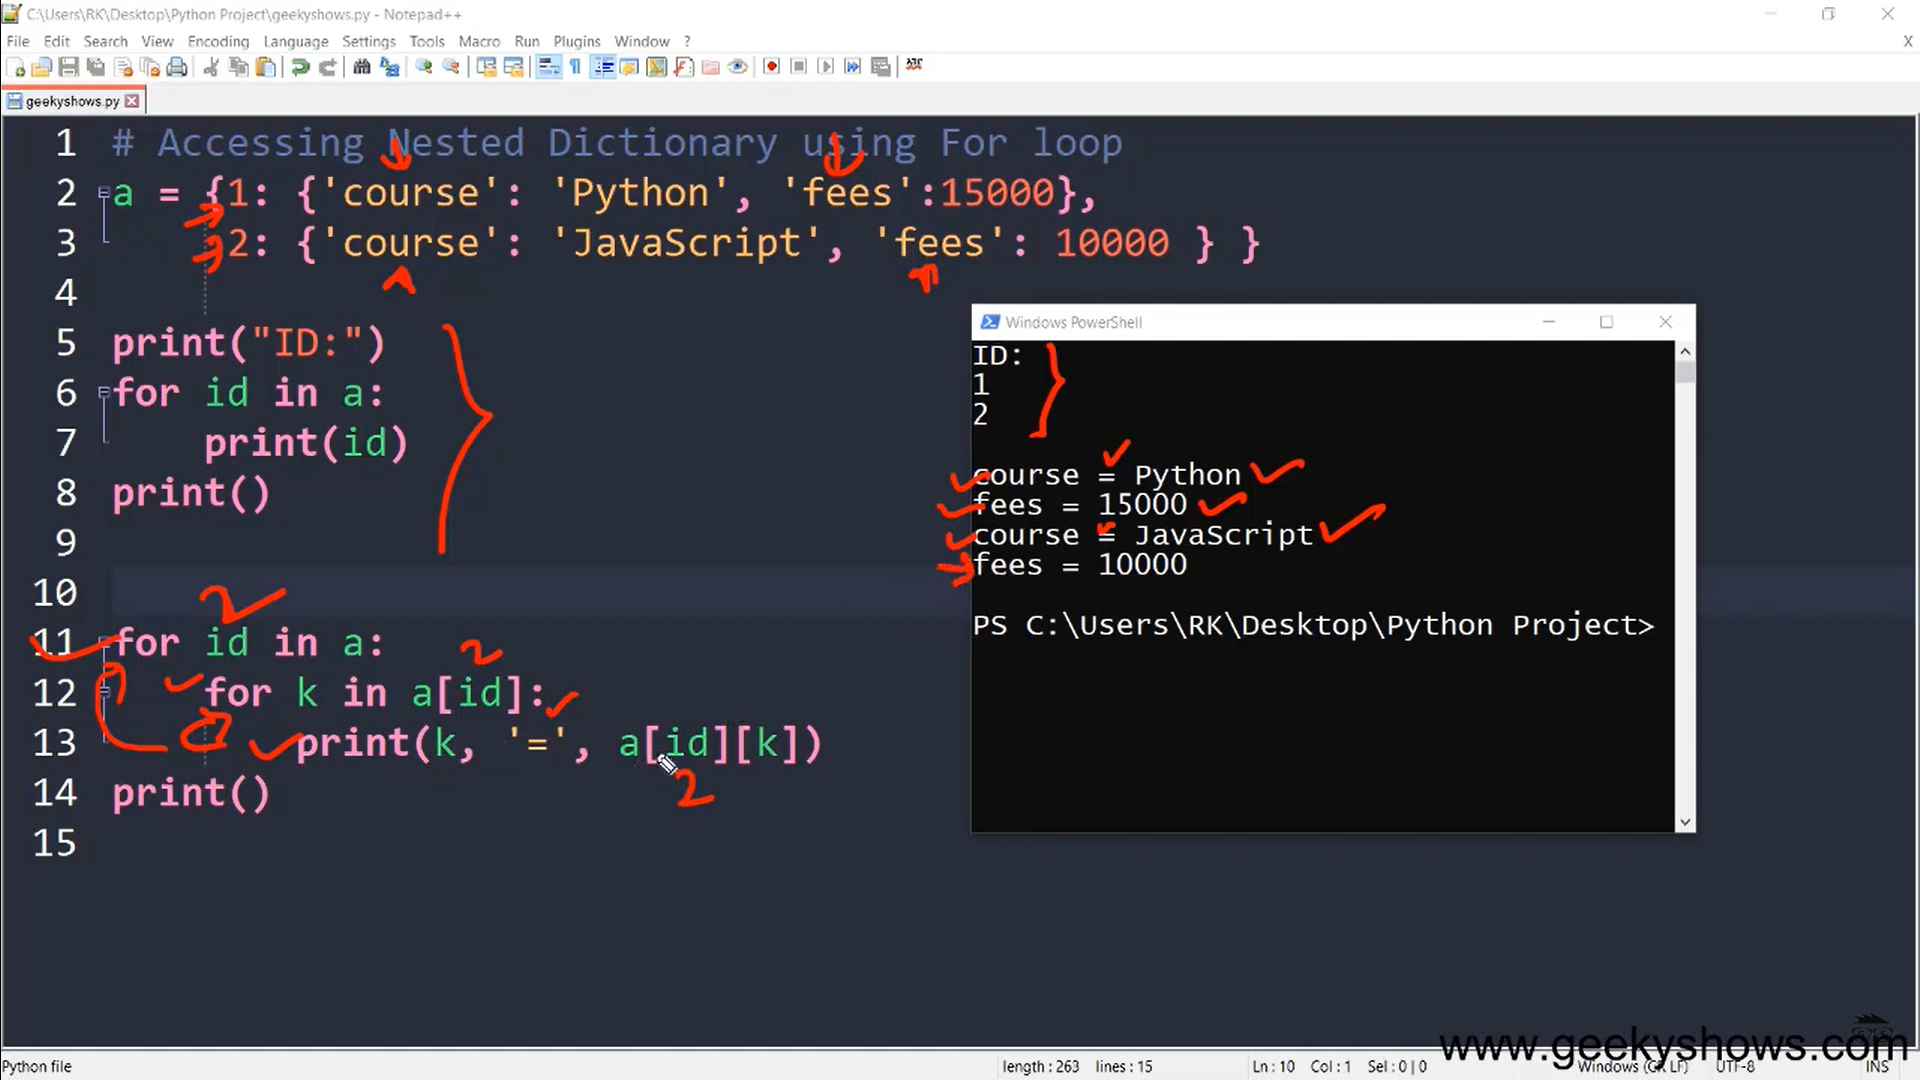 C:\Users\RK\Desktop\Python Project\geekyshows.py - Notepad++
File Edit Search View Encoding Language Settings Tools Macro Run Plugins Window ? X
geekyshows.py
1 # Accessing Nested Dictionary using For loop
2 a = {1: {'course': 'Python', 'fees':15000},
3 2: {'course': 'JavaScript', 'fees': 10000 } }
4
5 print("ID:")
6 for id in a:
7 print(id)
8 print()
9
10
2
11 for id in a:
2
12 for k in a[id]:
13 print(k, '=', a[id][k])
2
14 print()
15
Windows PowerShell
ID:
1
2
course = Python
fees = 15000
course = JavaScript
fees = 10000
PS C:\Users\RK\Desktop\Python Project>
www.geekyshows.com
Python file length : 263 lines : 15 Ln : 10 Col : 1 Sel : 0 | 0 Windows (CR LF) UTF-8 INS